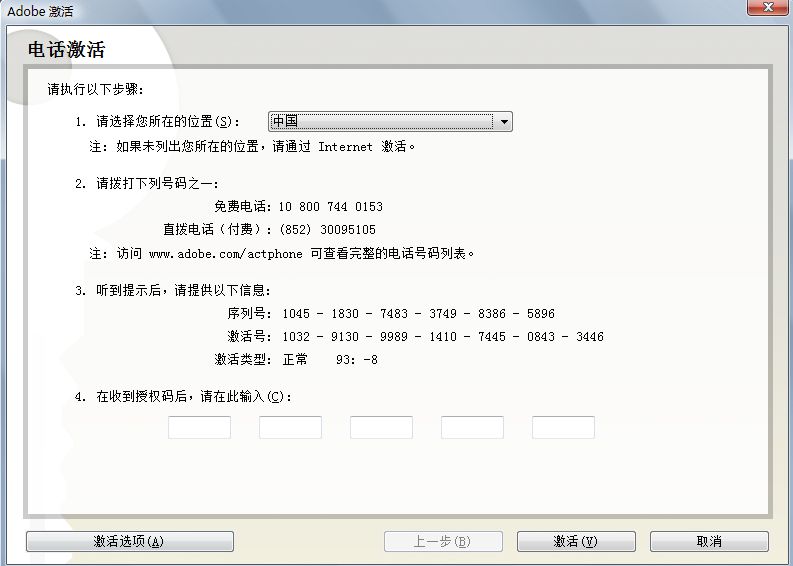 Adobe 激活
电话激活
请执行以下步骤：
1. 请选择您所在的位置(S)： 中国
注：如果未列出您所在的位置，请通过 Internet 激活。
2. 请拨打下列号码之一：
免费电话：10 800 744 0153
直拨电话（付费）：(852) 30095105
注：访问 www.adobe.com/actphone 可查看完整的电话号码列表。
3. 听到提示后，请提供以下信息：
序列号： 1045 - 1830 - 7483 - 3749 - 8386 - 5896
激活号： 1032 - 9130 - 9989 - 1410 - 7445 - 0843 - 3446
激活类型： 正常 93: -8
4. 在收到授权码后，请在此输入(C)：
激活选项(A) 上一步(B) 激活(V) 取消